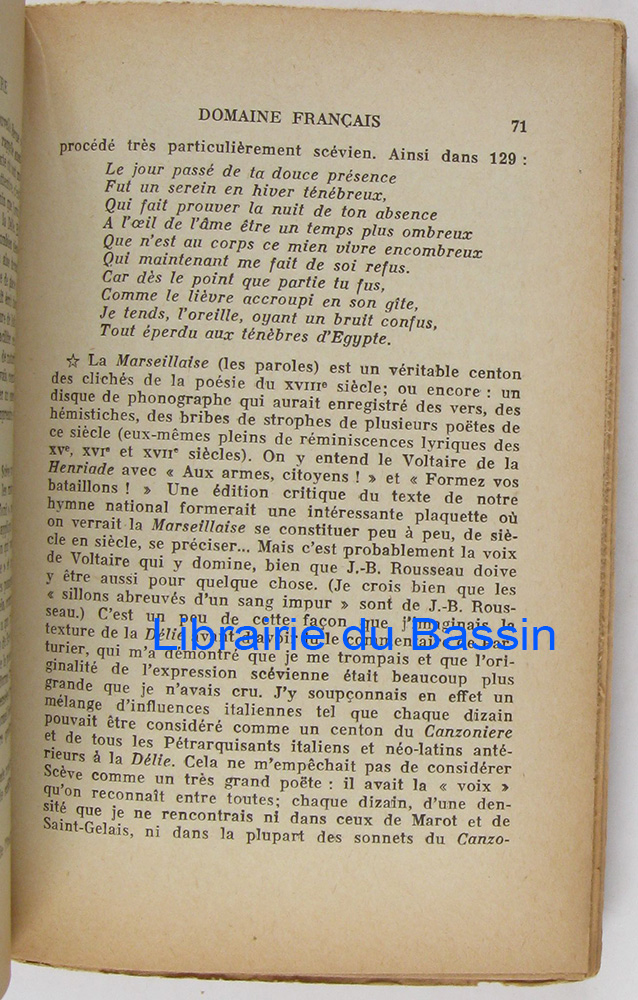 DOMAINE FRANÇAIS 71
procédé très particulièrement scévien. Ainsi dans 129 :
Le jour passé de ta douce présence
Fut un serein en hiver ténébreux,
Qui fait prouver la nuit de ton absence
A l'œil de l'âme être un temps plus ombreux
Que n'est au corps ce mien vivre encombreux
Qui maintenant me fait de soi refus.
Car dès le point que partie tu fus,
Comme le lièvre accroupi en son gîte,
Je tends, l'oreille, oyant un bruit confus,
Tout éperdu aux ténèbres d'Egypte.
☆ La Marseillaise (les paroles) est un véritable centon
des clichés de la poésie du XVIIIe siècle; ou encore : un
disque de phonographe qui aurait enregistré des vers, des
hémistiches, des bribes de strophes de plusieurs poëtes de
ce siècle (eux-mêmes pleins de réminiscences lyriques des
XVe, XVIe et XVIIe siècles). On y entend le Voltaire de la
Henriade avec « Aux armes, citoyens ! » et « Formez vos
bataillons ! » Une édition critique du texte de notre
hymne national formerait une intéressante plaquette où
on verrait la Marseillaise se constituer peu à peu, de siè-
cle en siècle, se préciser... Mais c'est probablement la voix
de Voltaire qui y domine, bien que J.-B. Rousseau doive
y être aussi pour quelque chose. (Je crois bien que les
« sillons abreuvés d'un sang impur » sont de J.-B. Rous-
seau.) C'est un peu de cette façon que j'imaginais la
texture de la Délie avant d'avoir lu le commentaire de Par-
turier, qui m'a démontré que je me trompais et que l'ori-
ginalité de l'expression scévienne était beaucoup plus
grande que je n'avais cru. J'y soupçonnais en effet un
mélange d'influences italiennes tel que chaque dizain
pouvait être considéré comme un centon du Canzoniere
et de tous les Pétrarquisants italiens et néo-latins anté-
rieurs à la Délie. Cela ne m'empêchait pas de considérer
Scève comme un très grand poëte : il avait la « voix »
qu'on reconnaît entre toutes; chaque dizain, d'une den-
sité que je ne rencontrais ni dans ceux de Marot et de
Saint-Gelais, ni dans la plupart des sonnets du Canzo-
Librairie du Bassin